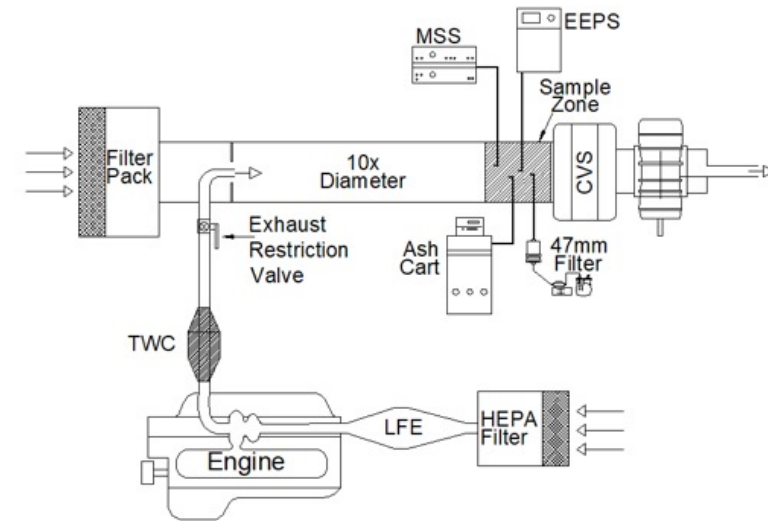 MSS
EEPS
Sample
Zone
Filter
Pack
10x
Diameter
CVS
Exhaust
Restriction
Valve
Ash
Cart
47mm
Filter
TWC
LFE
HEPA
Filter
Engine